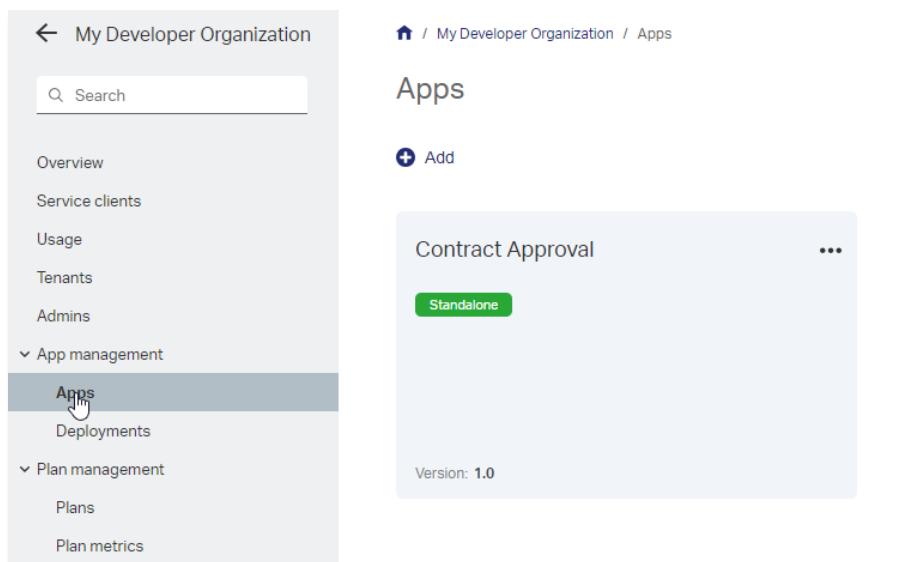 My Developer Organization
Search
Overview
Service clients
Usage
Tenants
Admins
App management
Apps
Deployments
Plan management
Plans
Plan metrics
/ My Developer Organization / Apps
Apps
Add
Contract Approval
Standalone
Version: 1.0